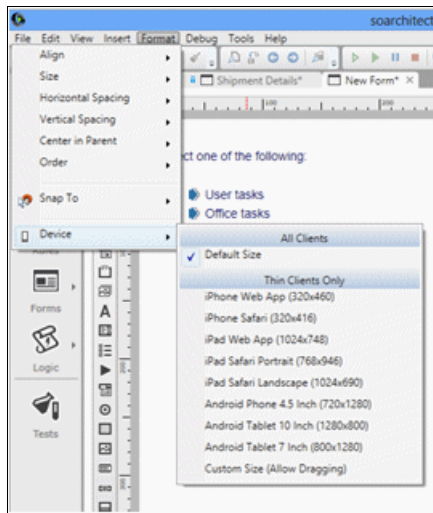 soarchitect
File Edit View Insert Format Debug Tools Help
Align
Size
Horizontal Spacing
Vertical Spacing
Center in Parent
Order
Snap To
Device
Shipment Details*
New Form*
100
200
ct one of the following:
User tasks
Office tasks
All Clients
Default Size
Thin Clients Only
iPhone Web App (320x460)
iPhone Safari (320x416)
iPad Web App (1024x748)
iPad Safari Portrait (768x946)
iPad Safari Landscape (1024x690)
Android Phone 4.5 Inch (720x1280)
Android Tablet 10 Inch (1280x800)
Android Tablet 7 Inch (800x1280)
Custom Size (Allow Dragging)
Forms
Logic
Tests